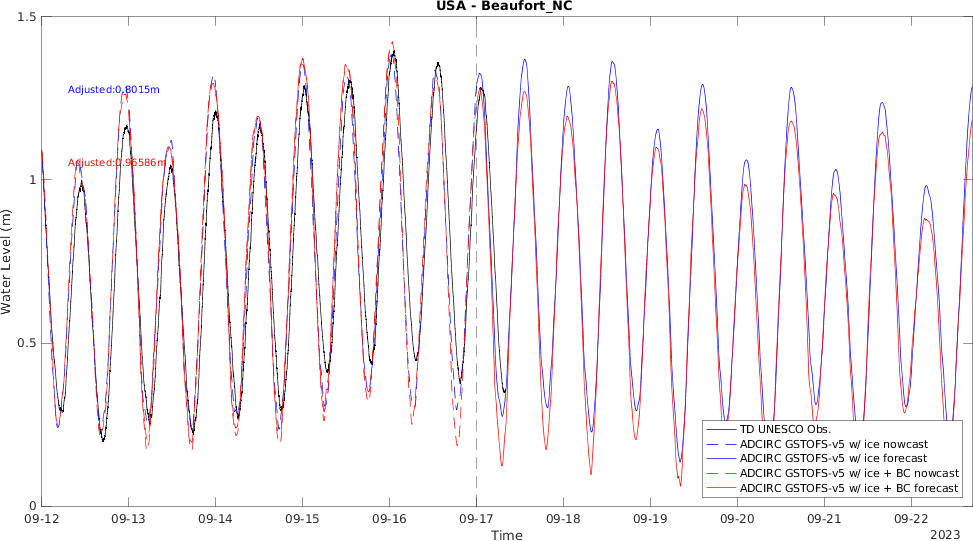 USA - Beaufort_NC
1.5
1
0.5
0
Water Level (m)
Adjusted:0.8015m
Adjusted:0.96586m
TD UNESCO Obs.
ADCIRC GSTOFS-v5 w/ ice nowcast
ADCIRC GSTOFS-v5 w/ ice forecast
ADCIRC GSTOFS-v5 w/ ice + BC nowcast
ADCIRC GSTOFS-v5 w/ ice + BC forecast
09-12 09-13 09-14 09-15 09-16 09-17 09-18 09-19 09-20 09-21 09-22
Time
2023